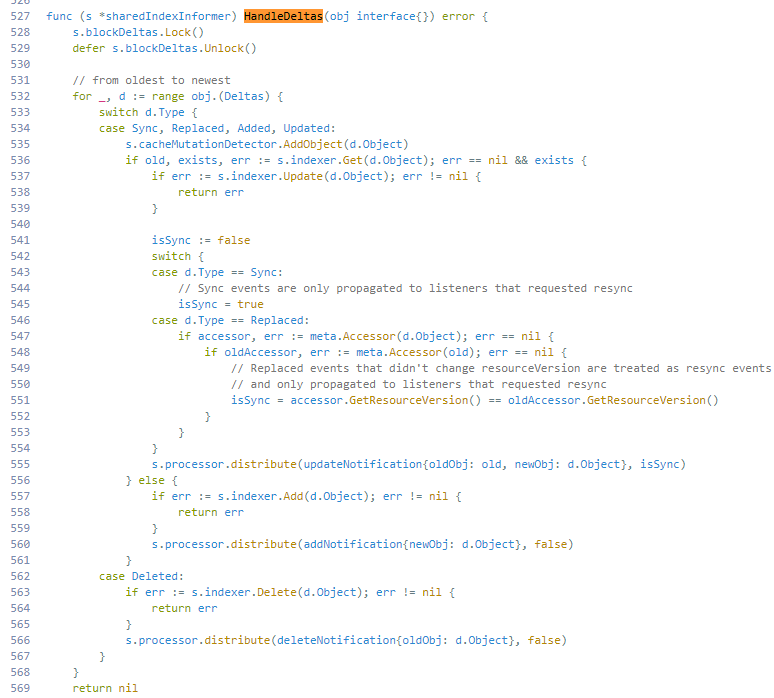 526
527 func (s *sharedIndexInformer) HandleDeltas(obj interface{}) error {
528     s.blockDeltas.Lock()
529     defer s.blockDeltas.Unlock()
530
531     // from oldest to newest
532     for _, d := range obj.(Deltas) {
533         switch d.Type {
534         case Sync, Replaced, Added, Updated:
535             s.cacheMutationDetector.AddObject(d.Object)
536             if old, exists, err := s.indexer.Get(d.Object); err == nil && exists {
537                 if err := s.indexer.Update(d.Object); err != nil {
538                     return err
539                 }
540
541                 isSync := false
542                 switch {
543                 case d.Type == Sync:
544                     // Sync events are only propagated to listeners that requested resync
545                     isSync = true
546                 case d.Type == Replaced:
547                     if accessor, err := meta.Accessor(d.Object); err == nil {
548                         if oldAccessor, err := meta.Accessor(old); err == nil {
549                             // Replaced events that didn't change resourceVersion are treated as resync events
550                             // and only propagated to listeners that requested resync
551                             isSync = accessor.GetResourceVersion() == oldAccessor.GetResourceVersion()
552                         }
553                     }
554                 }
555                 s.processor.distribute(updateNotification{oldObj: old, newObj: d.Object}, isSync)
556             } else {
557                 if err := s.indexer.Add(d.Object); err != nil {
558                     return err
559                 }
560                 s.processor.distribute(addNotification{newObj: d.Object}, false)
561             }
562         case Deleted:
563             if err := s.indexer.Delete(d.Object); err != nil {
564                 return err
565             }
566             s.processor.distribute(deleteNotification{oldObj: d.Object}, false)
567         }
568     }
569     return nil